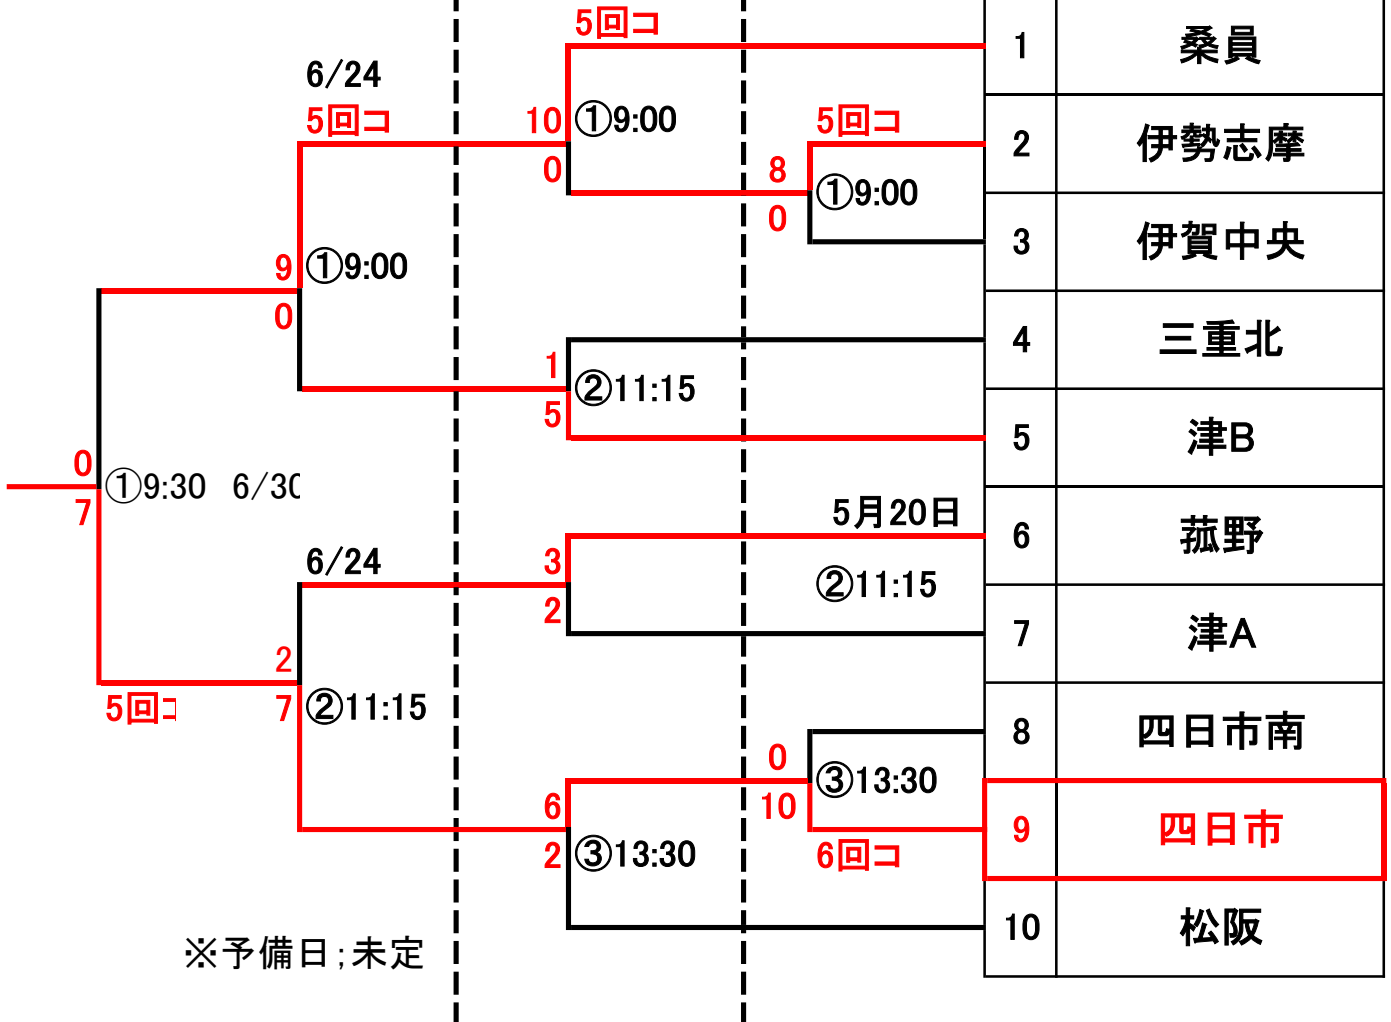 5回コ
1 桑員
6/24
5回コ
10 ①9:00 5回コ
0
2 伊勢志摩
8 ①9:00
0
3 伊賀中央
9 ①9:00
0
4 三重北
1 ②11:15
5
5 津B
0 ①9:30 6/30
7
5月20日
6 菰野
6/24
3 ②11:15
2
7 津A
2
5回コ
7 ②11:15
8 四日市南
0 ③13:30
10
6 9 四日市
2 ③13:30
6回コ
10 松阪
※予備日;未定